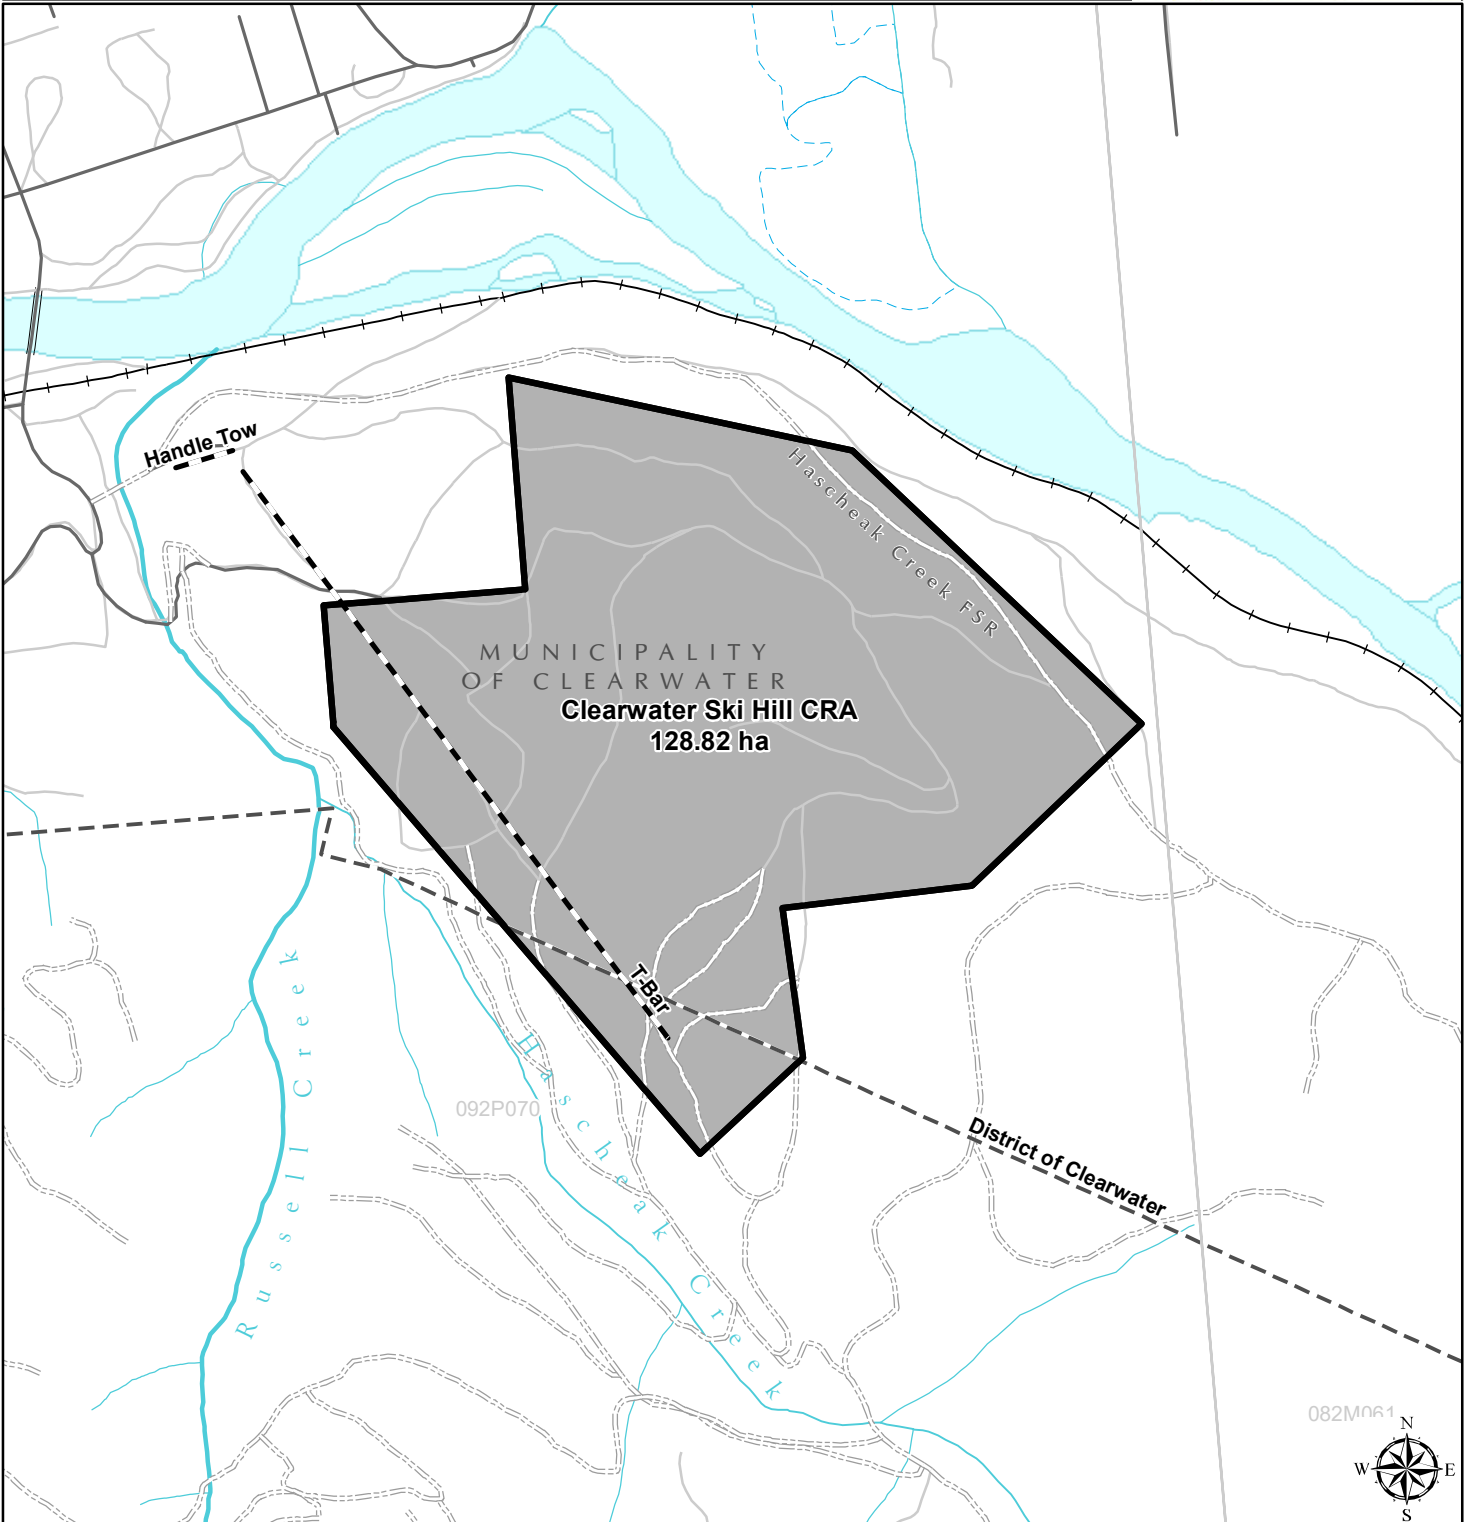 Handle Tow
Hascheak Creek FSR
MUNICIPALITY
OF CLEARWATER
Clearwater Ski Hill CRA
128.82 ha
T-Bar
Russell Creek
Hascheak Creek
092P070
District of Clearwater
082M061
N
W E
S